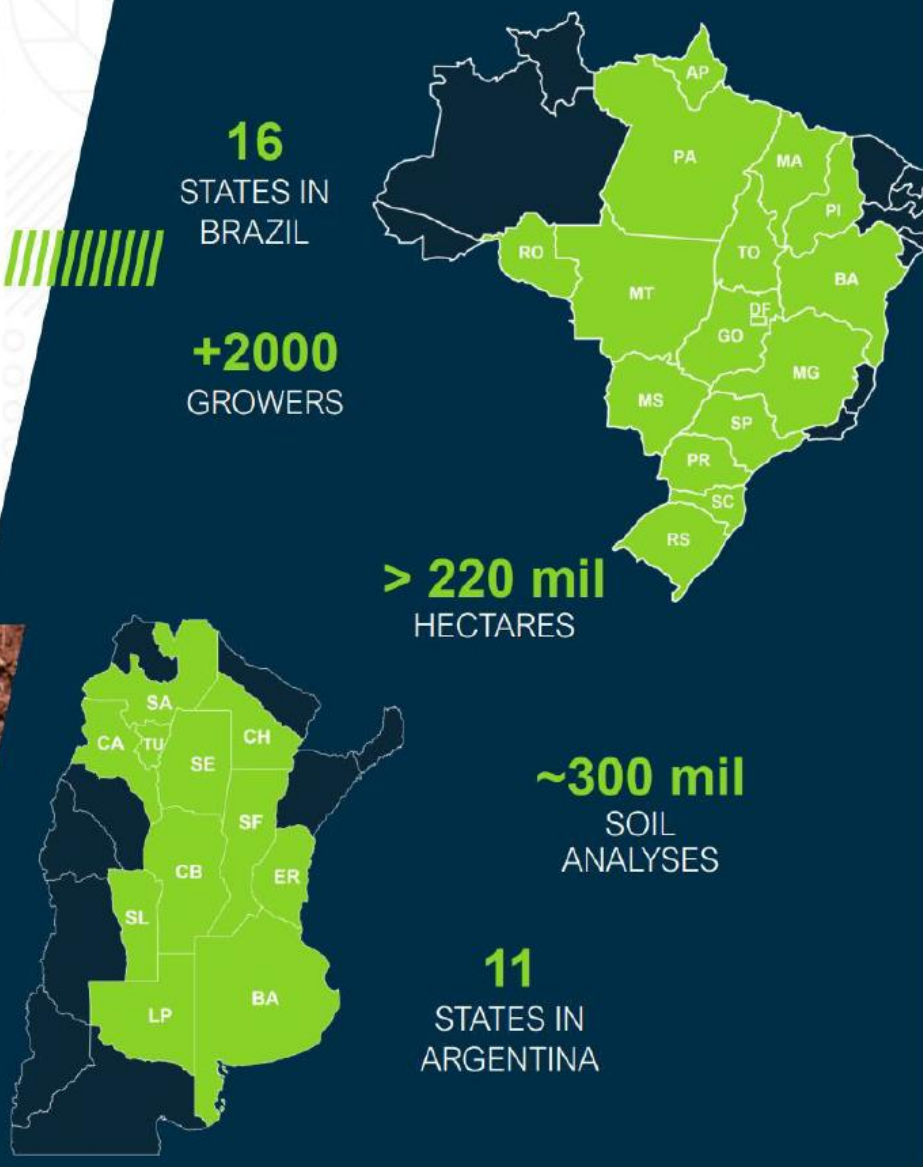 16
STATES IN
BRAZIL
+2000
GROWERS
AP
PA
MA
PI
RO
TO
MT
BA
DF
GO
MG
MS
SP
PR
SC
RS
> 220 mil
HECTARES
SA
CA
TU
SE
CH
SF
CB
ER
SL
LP
BA
~300 mil
SOIL
ANALYSES
11
STATES IN
ARGENTINA